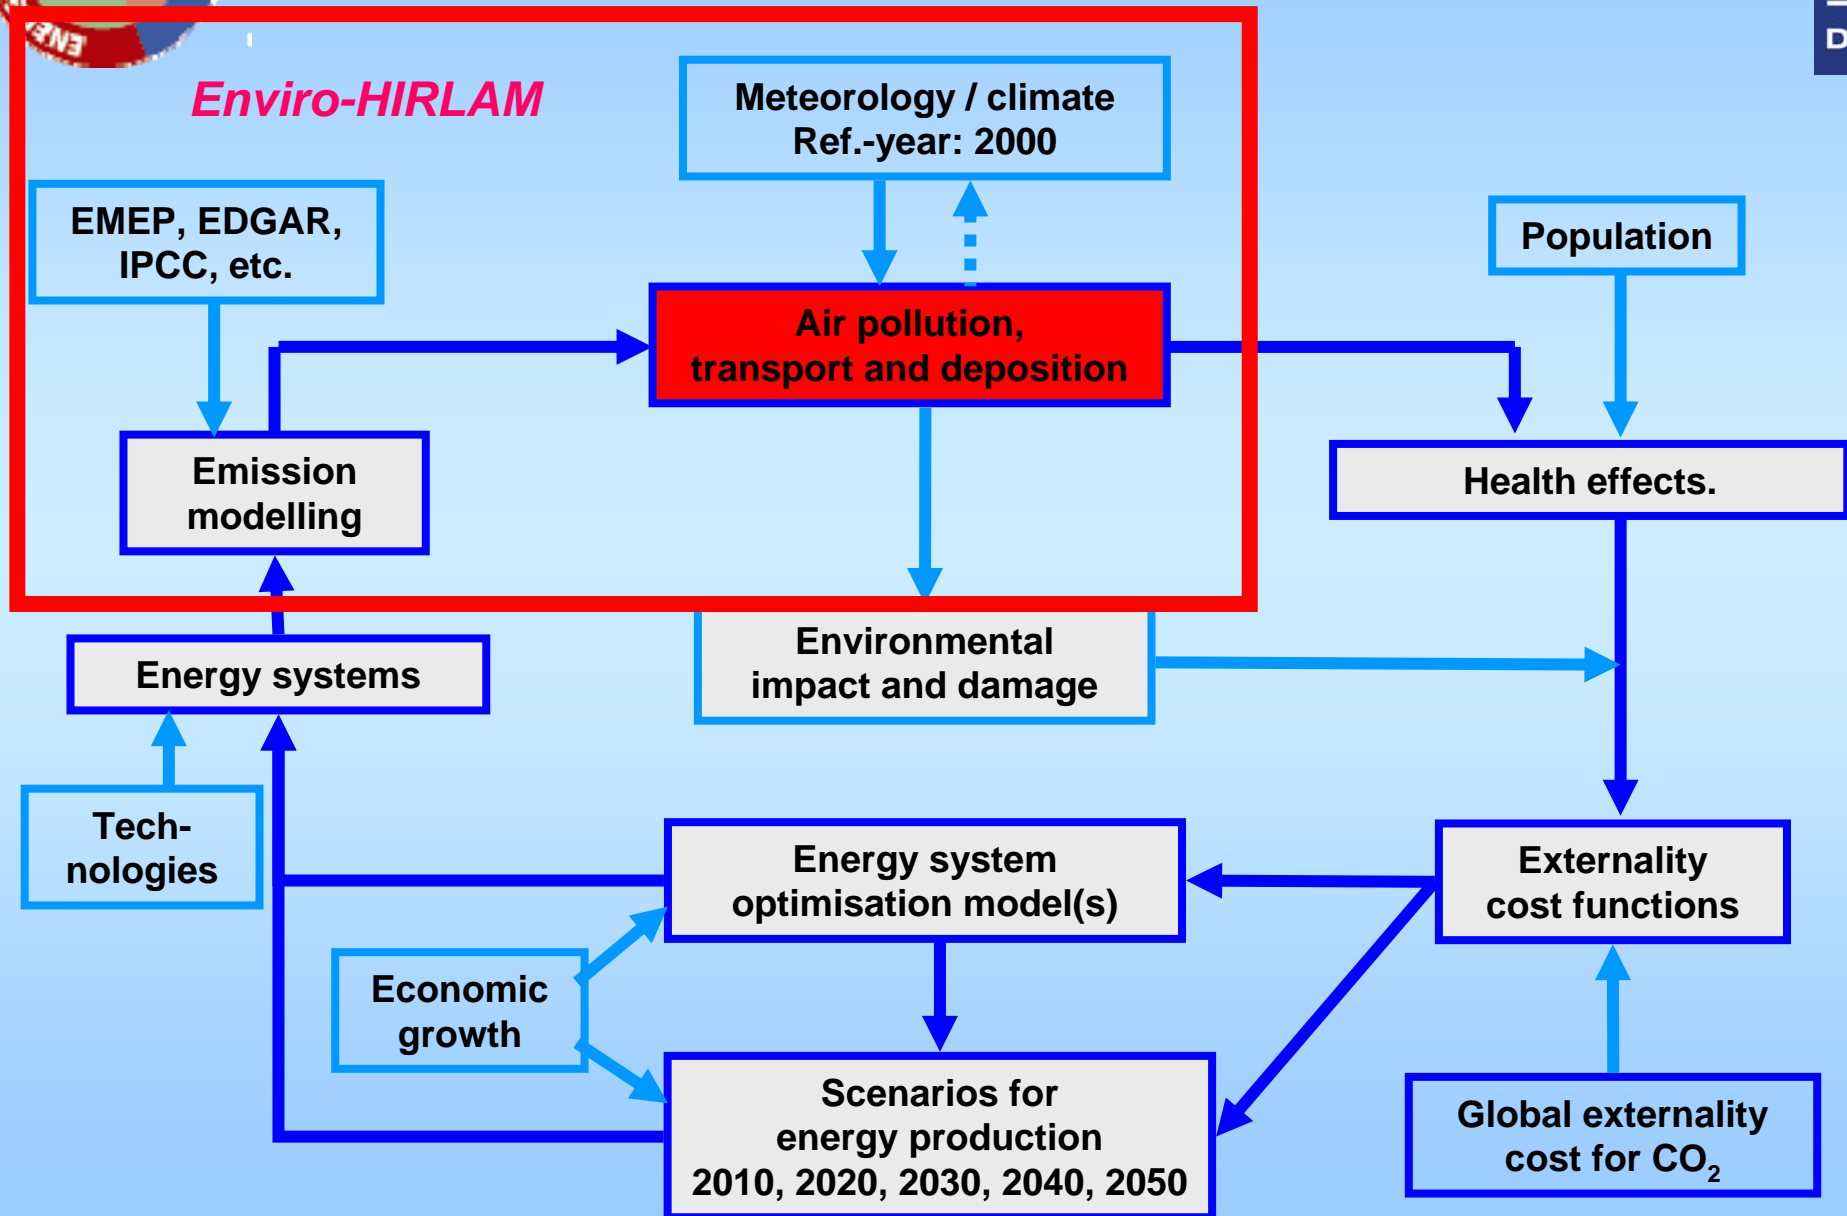 ENE
D
Enviro-HIRLAM
Meteorology / climate
Ref.-year: 2000
EMEP, EDGAR,
IPCC, etc.
Population
Air pollution,
transport and deposition
Emission
modelling
Health effects.
Energy systems
Environmental
impact and damage
Tech-
nologies
Energy system
optimisation model(s)
Externality
cost functions
Economic
growth
Scenarios for
energy production
2010, 2020, 2030, 2040, 2050
Global externality
cost for CO₂